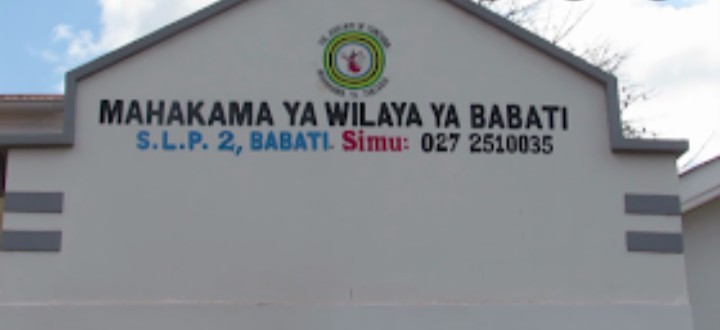 MAHAKAMA YA WILAYA YA BABATI
S.L.P. 2, BABATI. Simu: 027 2510035